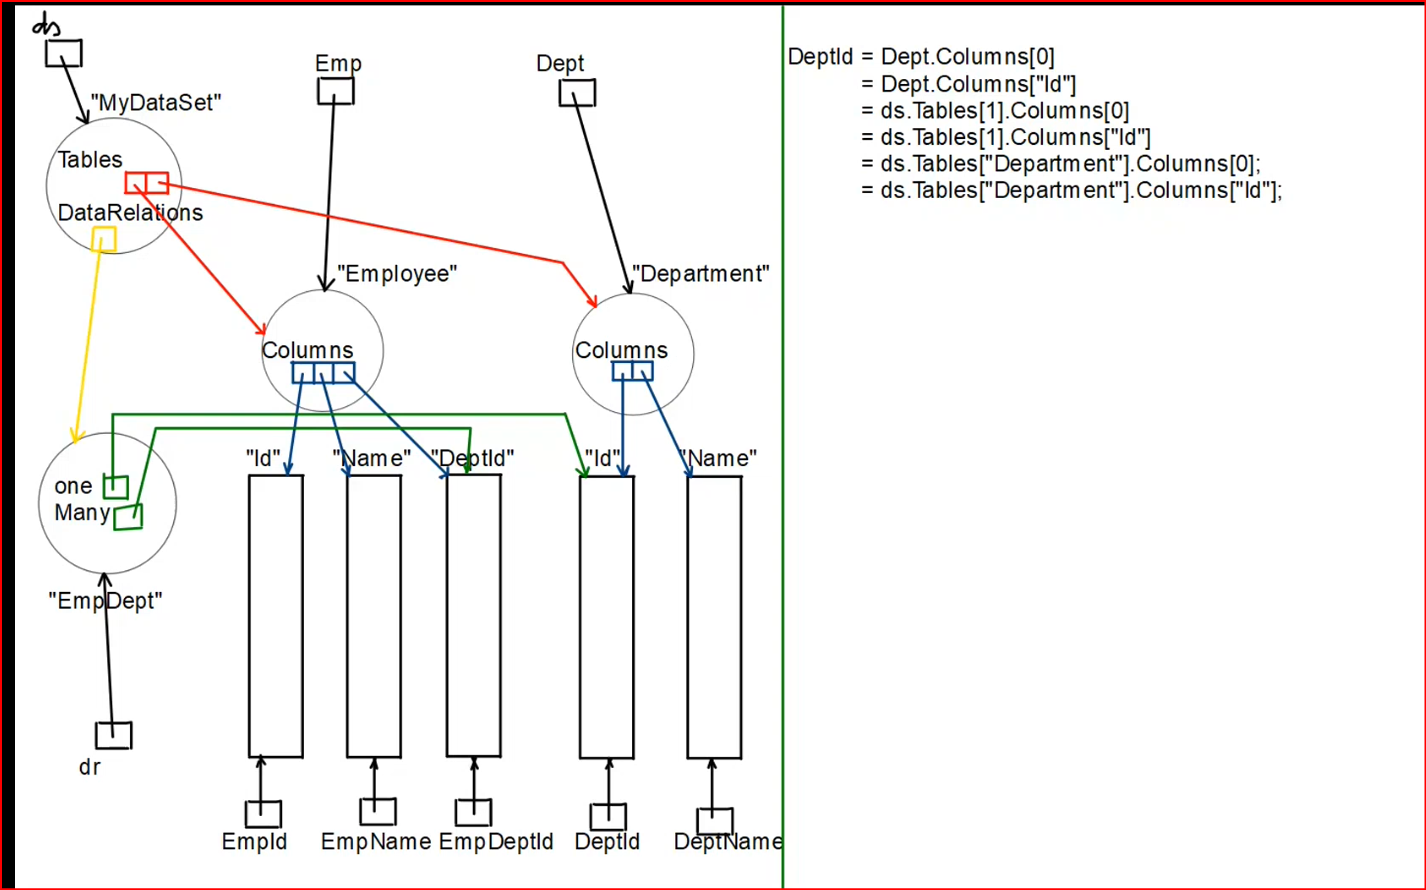 ds
Emp
Dept
"MyDataSet"
Tables
DataRelations
"Employee"
"Department"
Columns
Columns
"Id"
"Name"
"DeptId"
"Id"
"Name"
one
Many
"EmpDept"
dr
EmpId
EmpName
EmpDeptId
DeptId
DeptName
DeptId = Dept.Columns[0]
= Dept.Columns["Id"]
= ds.Tables[1].Columns[0]
= ds.Tables[1].Columns["Id"]
= ds.Tables["Department"].Columns[0];
= ds.Tables["Department"].Columns["Id"];